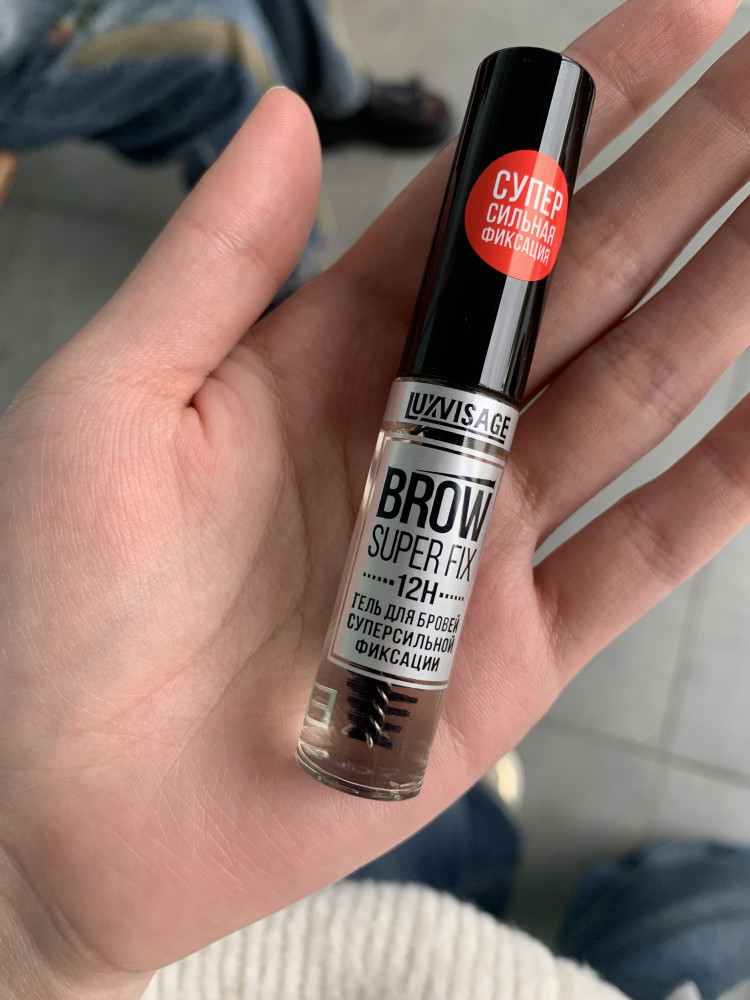 СУПЕР
СИЛЬНАЯ
ФИКСАЦИЯ
LUXVISAGE
BROW
SUPER FIX
12H
ГЕЛЬ ДЛЯ БРОВЕЙ
СУПЕРСИЛЬНОЙ
ФИКСАЦИИ